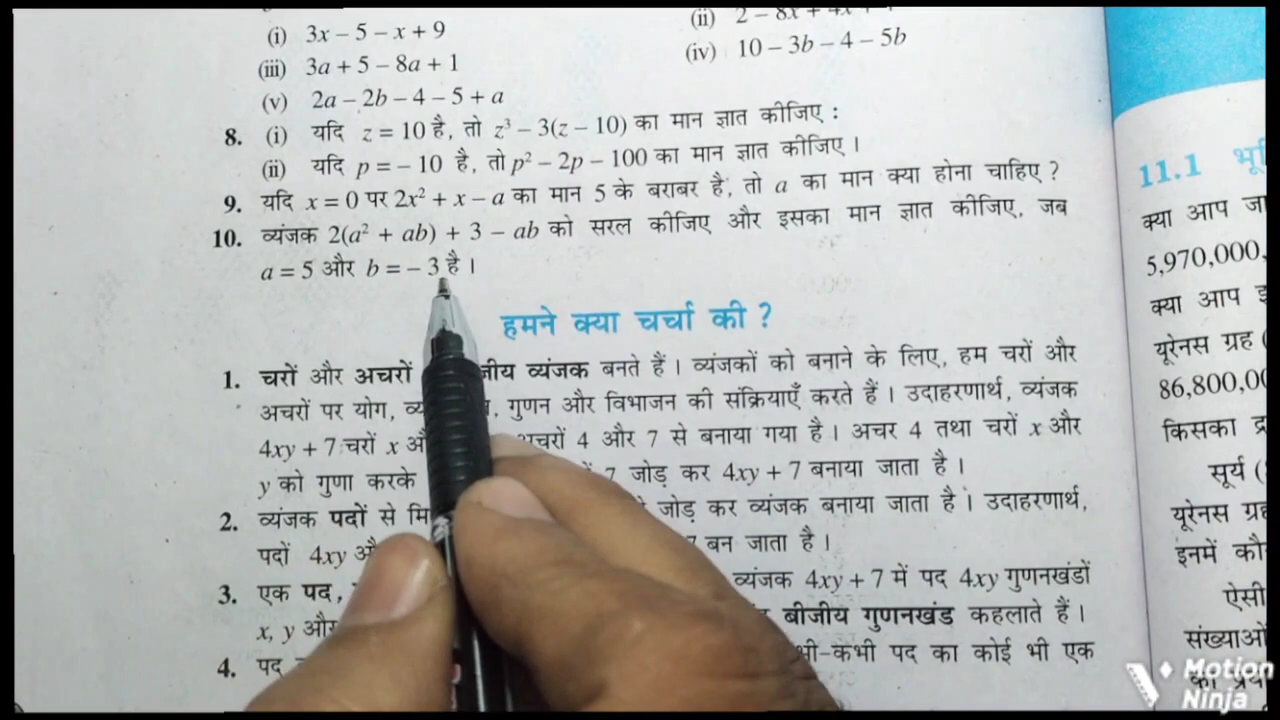 (i) 3x – 5 – x + 9
(ii) 2 – 8x + 4x +
(iii) 3a + 5 – 8a + 1
(iv) 10 – 3b – 4 – 5b
(v) 2a – 2b – 4 – 5 + a
8. (i) यदि z = 10 है, तो z³ – 3(z – 10) का मान ज्ञात कीजिए :
(ii) यदि p = – 10 है, तो p² – 2p – 100 का मान ज्ञात कीजिए ।
9. यदि x = 0 पर 2x² + x – a का मान 5 के बराबर है, तो a का मान क्या होना चाहिए ?
10. व्यंजक 2(a² + ab) + 3 – ab को सरल कीजिए और इसका मान ज्ञात कीजिए, जब
a = 5 और b = – 3 है ।
हमने क्या चर्चा की ?
1. चरों और अचरों व्यंजक बनते हैं । व्यंजकों को बनाने के लिए, हम चरों और
अचरों पर योग, गुणन और विभाजन की संक्रियाएँ करते हैं । उदाहरणार्थ, व्यंजक
4xy + 7 चरों x अचरों 4 और 7 से बनाया गया है । अचर 4 तथा चरों x और
y को गुणा करके 7 जोड़ कर 4xy + 7 बनाया जाता है ।
2. व्यंजक पदों से जोड़ कर व्यंजक बनाया जाता है । उदाहरणार्थ,
पदों 4xy बन जाता है ।
3. एक पद, व्यंजक 4xy + 7 में पद 4xy गुणनखंडों
x, y और बीजीय गुणनखंड कहलाते हैं ।
4. पद कभी-कभी पद का कोई भी एक
11.1
क्या आप
5,970,000,
क्या आप
यूरेनस ग्रह
86,800,00
किसका
सूर्य
यूरेनस
इनमें
ऐसी
Motion
Ninja